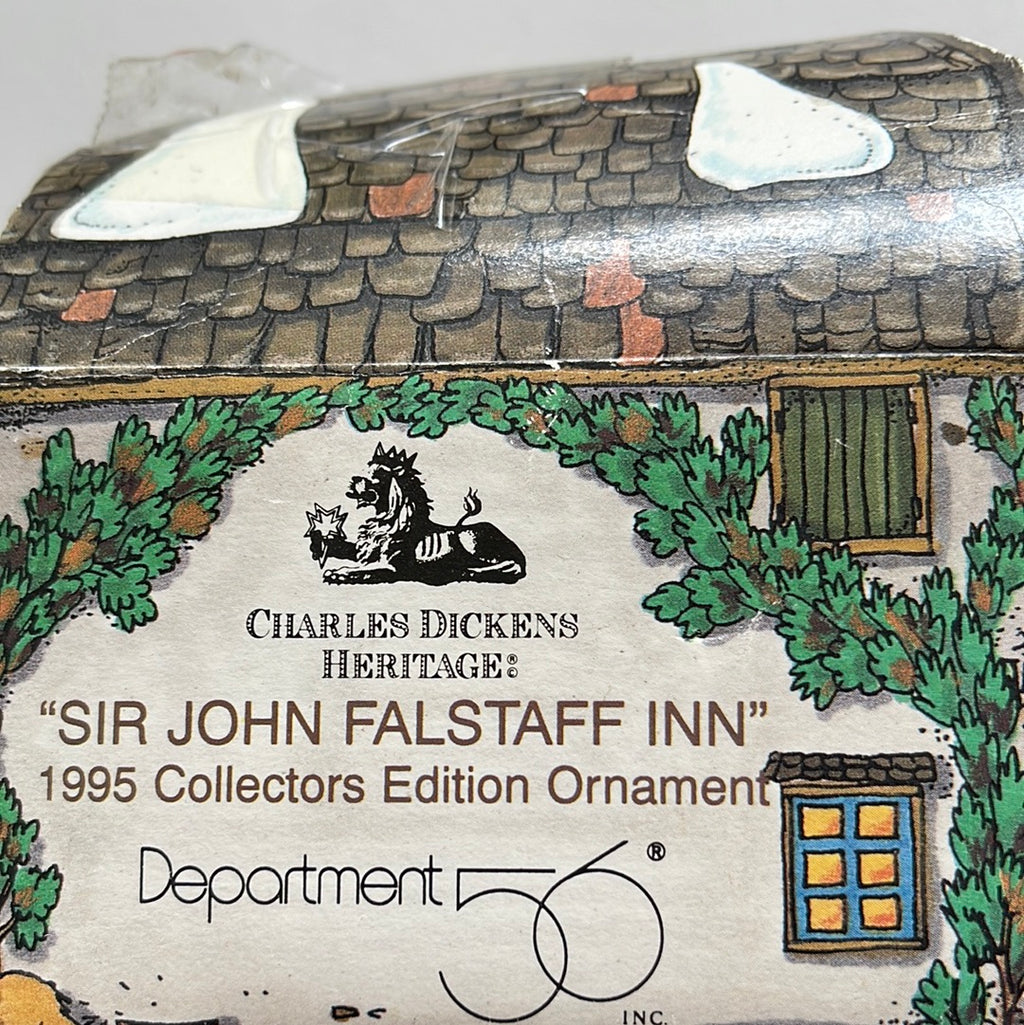 CHARLES DICKENS
HERITAGE®©
“SIR JOHN FALSTAFF INN”
1995 Collectors Edition Ornament
Department 56®
INC.